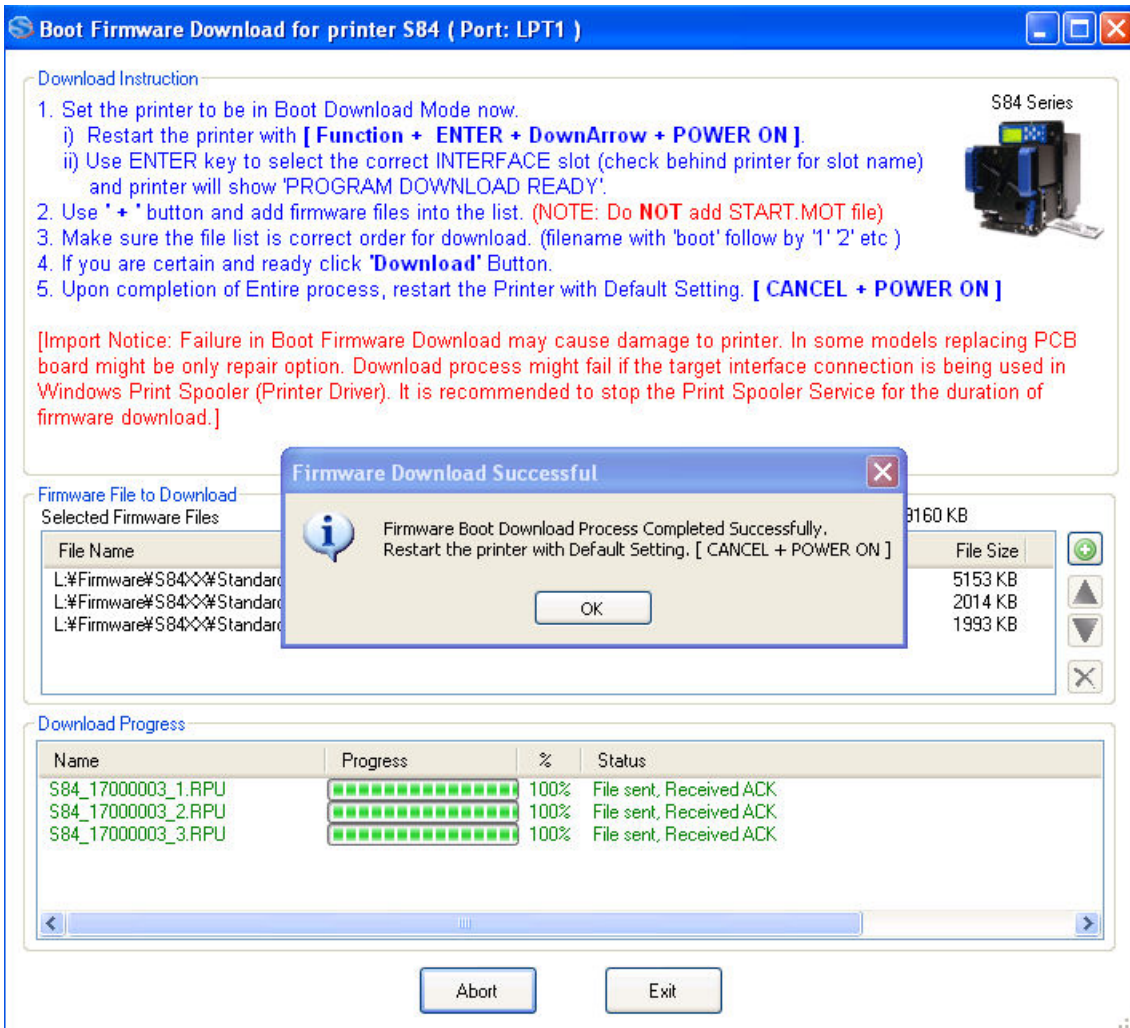 Boot Firmware Download for printer S84 ( Port: LPT1 )
Download Instruction
1. Set the printer to be in Boot Download Mode now.
i) Restart the printer with [ Function + ENTER + DownArrow + POWER ON ].
ii) Use ENTER key to select the correct INTERFACE slot (check behind printer for slot name)
and printer will show 'PROGRAM DOWNLOAD READY'.
2. Use ' + ' button and add firmware files into the list. (NOTE: Do NOT add START.MOT file)
3. Make sure the file list is correct order for download. (filename with 'boot' follow by '1' '2' etc )
4. If you are certain and ready click 'Download' Button.
5. Upon completion of Entire process, restart the Printer with Default Setting. [ CANCEL + POWER ON ]
S84 Series
[Import Notice: Failure in Boot Firmware Download may cause damage to printer. In some models replacing PCB
board might be only repair option. Download process might fail if the target interface connection is being used in
Windows Print Spooler (Printer Driver). It is recommended to stop the Print Spooler Service for the duration of
firmware download.]
Firmware Download Successful
Firmware Boot Download Process Completed Successfully.
Restart the printer with Default Setting. [ CANCEL + POWER ON ]
OK
Firmware File to Download
Selected Firmware Files
9160 KB
File Name File Size
L:¥Firmware¥S84XX¥Standard 5153 KB
L:¥Firmware¥S84XX¥Standard 2014 KB
L:¥Firmware¥S84XX¥Standard 1993 KB
Download Progress
Name Progress % Status
S84_17000003_1.RPU 100% File sent, Received ACK
S84_17000003_2.RPU 100% File sent, Received ACK
S84_17000003_3.RPU 100% File sent, Received ACK
Abort Exit